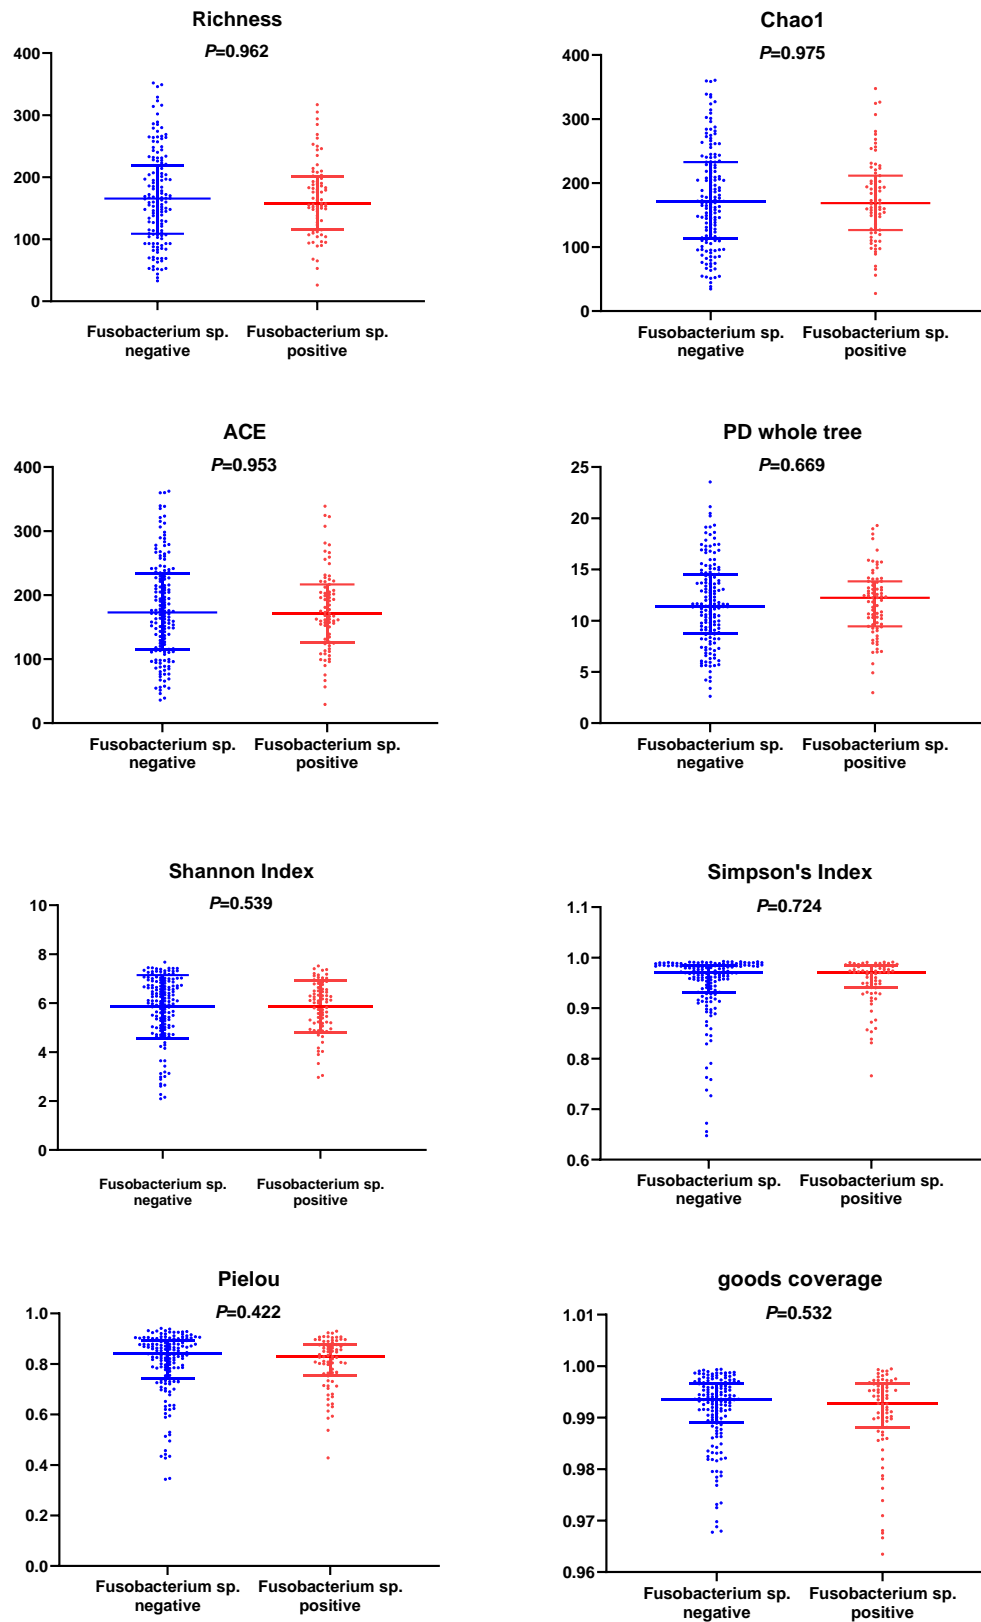 Richness
P=0.962
400
300
200
100
0
Fusobacterium sp. Fusobacterium sp.
negative positive
Chao1
P=0.975
400
300
200
100
0
Fusobacterium sp. Fusobacterium sp.
negative positive
ACE
P=0.953
400
300
200
100
0
Fusobacterium sp. Fusobacterium sp.
negative positive
PD whole tree
P=0.669
25
20
15
10
5
0
Fusobacterium sp. Fusobacterium sp.
negative positive
Shannon Index
P=0.539
10
8
6
4
2
0
Fusobacterium sp. Fusobacterium sp.
negative positive
Simpson's Index
P=0.724
1.1
1.0
0.9
0.8
0.7
0.6
Fusobacterium sp. Fusobacterium sp.
negative positive
Pielou
P=0.422
1.0
0.8
0.6
0.4
0.2
0.0
Fusobacterium sp. Fusobacterium sp.
negative positive
goods coverage
P=0.532
1.01
1.00
0.99
0.98
0.97
0.96
Fusobacterium sp. Fusobacterium sp.
negative positive